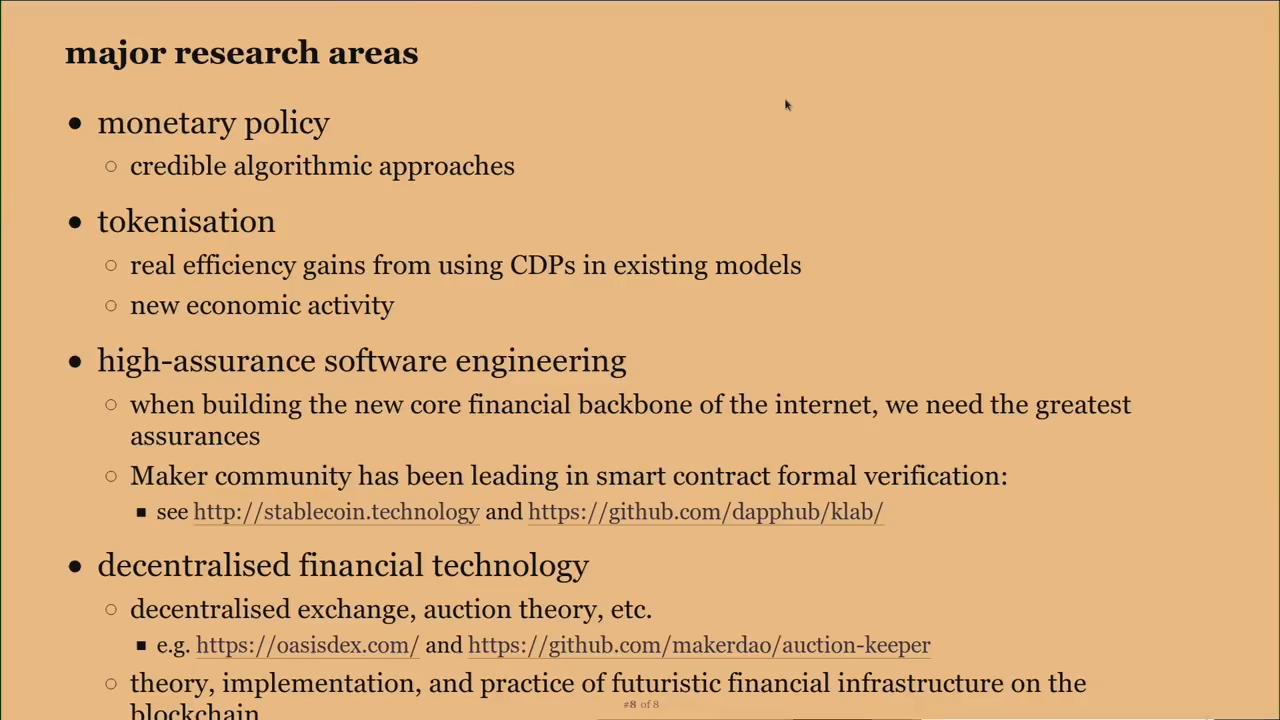 major research areas
• monetary policy
○ credible algorithmic approaches
• tokenisation
○ real efficiency gains from using CDPs in existing models
○ new economic activity
• high-assurance software engineering
○ when building the new core financial backbone of the internet, we need the greatest
assurances
○ Maker community has been leading in smart contract formal verification:
■ see http://stablecoin.technology and https://github.com/dapphub/klab/
• decentralised financial technology
○ decentralised exchange, auction theory, etc.
■ e.g. https://oasisdex.com/ and https://github.com/makerdao/auction-keeper
○ theory, implementation, and practice of futuristic financial infrastructure on the
blockchain
#8 of 8